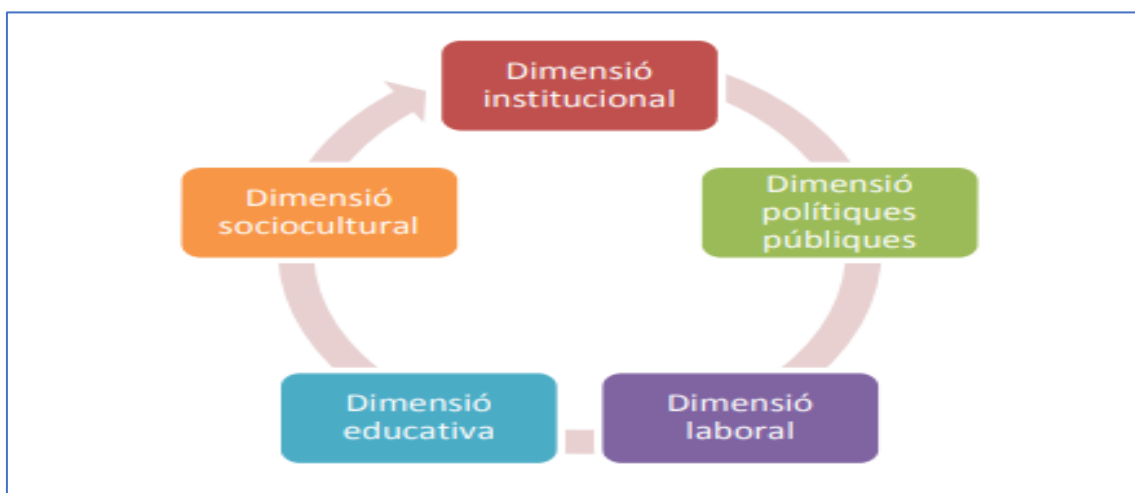 Dimensió
institucional
Dimensió
polítiques
públiques
Dimensió
laboral
Dimensió
educativa
Dimensió
sociocultural